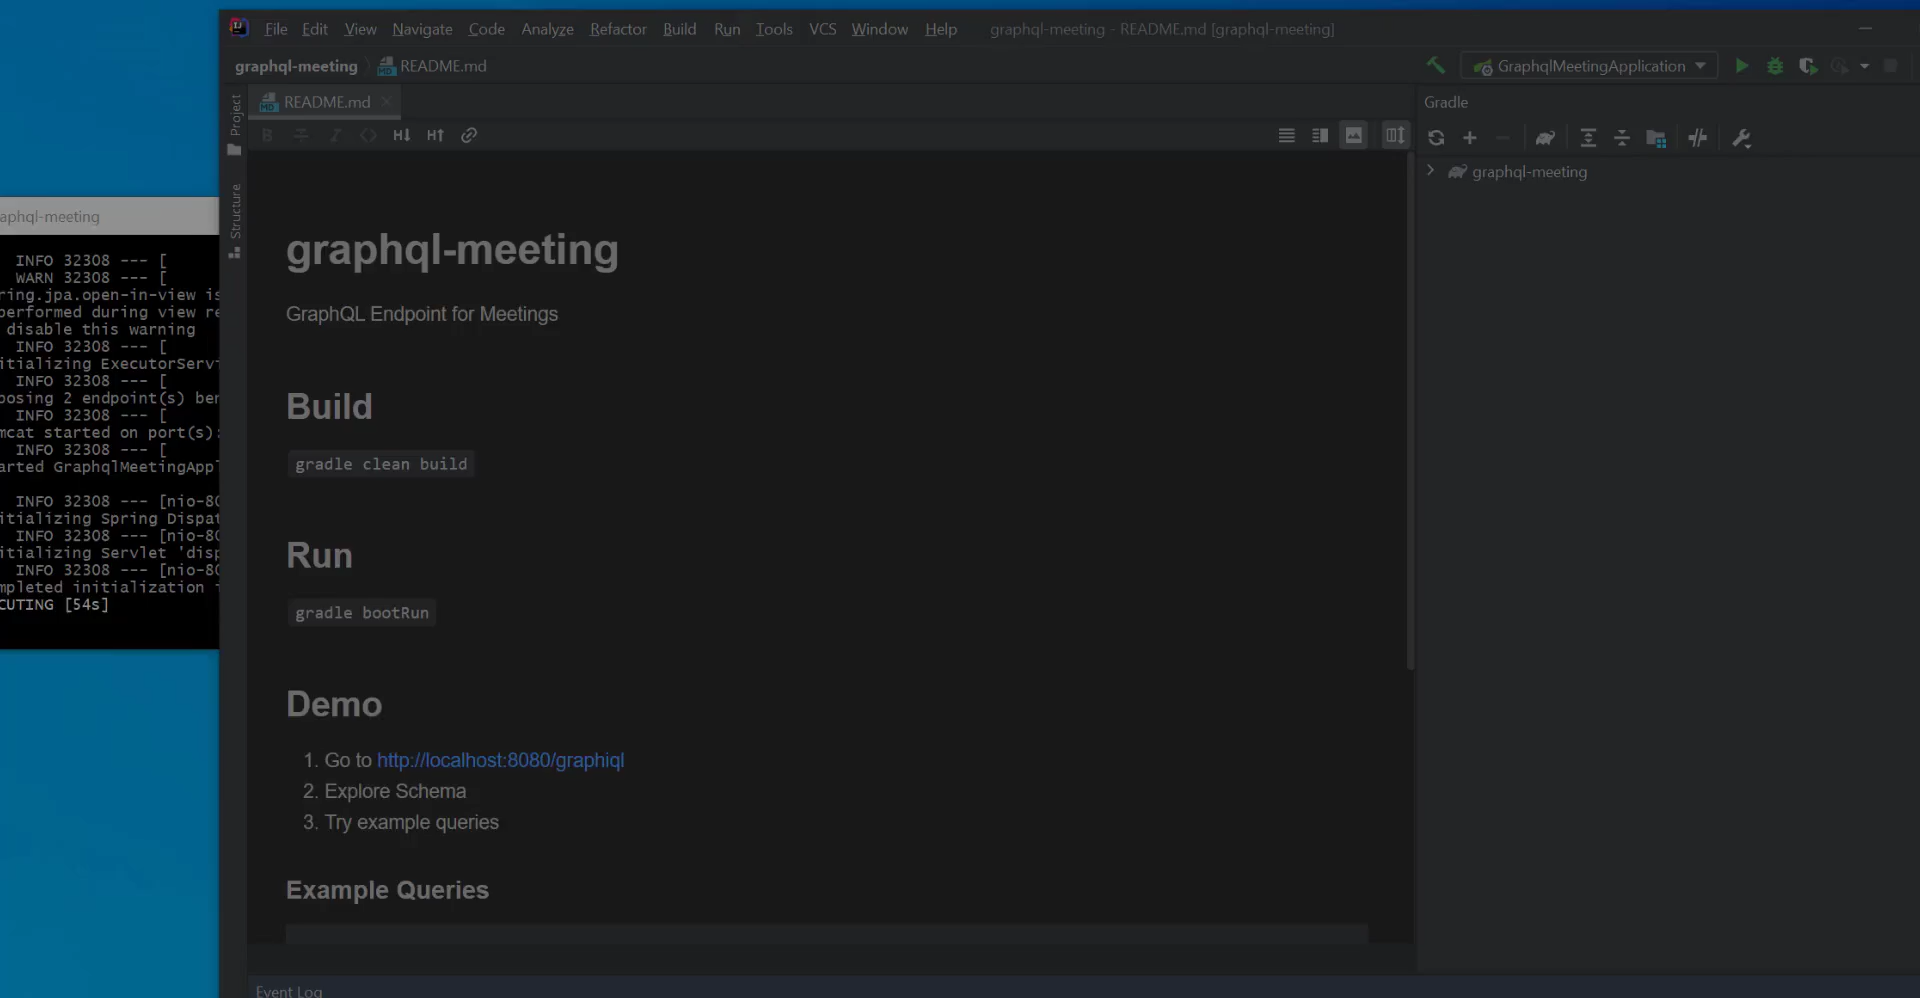 File Edit View Navigate Code Analyze Refactor Build Run Tools VCS Window Help graphql-meeting - README.md [graphql-meeting]
graphql-meeting README.md GraphqlMeetingApplication
Project
README.md
Gradle
graphql-meeting
Structure
aphql-meeting
INFO 32308 --- [
WARN 32308 --- [
ring.jpa.open-in-view is
performed during view re
disable this warning
INFO 32308 --- [
itializing ExecutorServi
INFO 32308 --- [
posing 2 endpoint(s) ben
INFO 32308 --- [
mcat started on port(s):
INFO 32308 --- [
arted GraphqlMeetingAppl
INFO 32308 --- [nio-80
itializing Spring Dispat
INFO 32308 --- [nio-80
itializing Servlet 'disp
INFO 32308 --- [nio-80
mpleted initialization i
CUTING [54s]
graphql-meeting
GraphQL Endpoint for Meetings
Build
gradle clean build
Run
gradle bootRun
Demo
1. Go to http://localhost:8080/graphiql
2. Explore Schema
3. Try example queries
Example Queries
Event Log